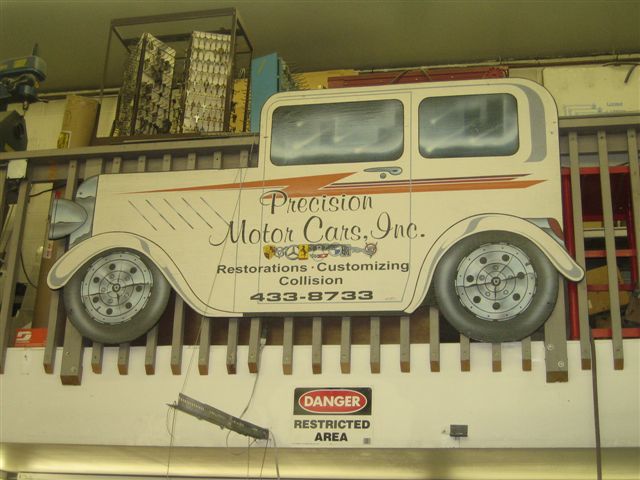 Precision
Motor Cars, Inc.
Restorations · Customizing
Collision
433-8733
DANGER
RESTRICTED
AREA